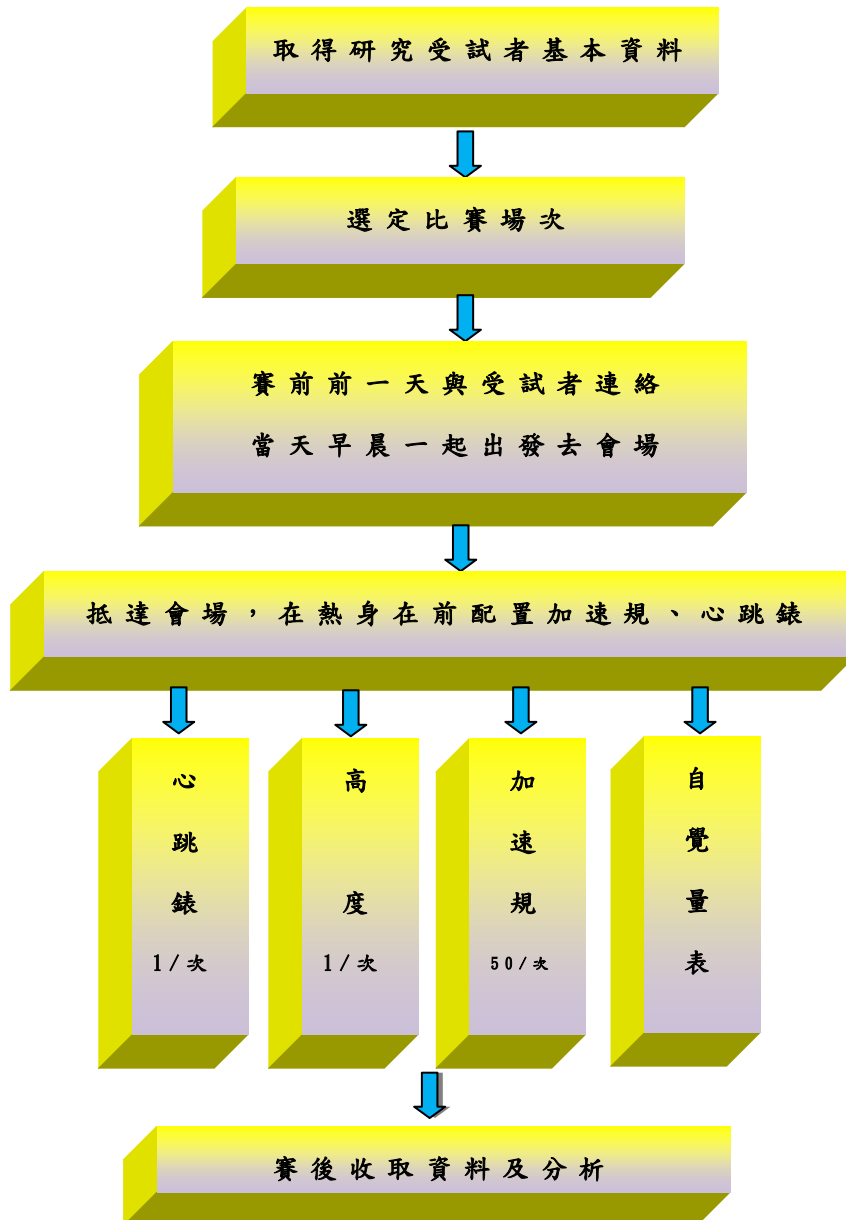 取得研究受試者基本資料
選定比賽場次
賽前前一天與受試者連絡
當天早晨一起出發去會場
抵達會場，在熱身在前配置加速規、心跳錶
心跳錶
1/次
高度
1/次
加速規
50/次
自覺量表
賽後收取資料及分析